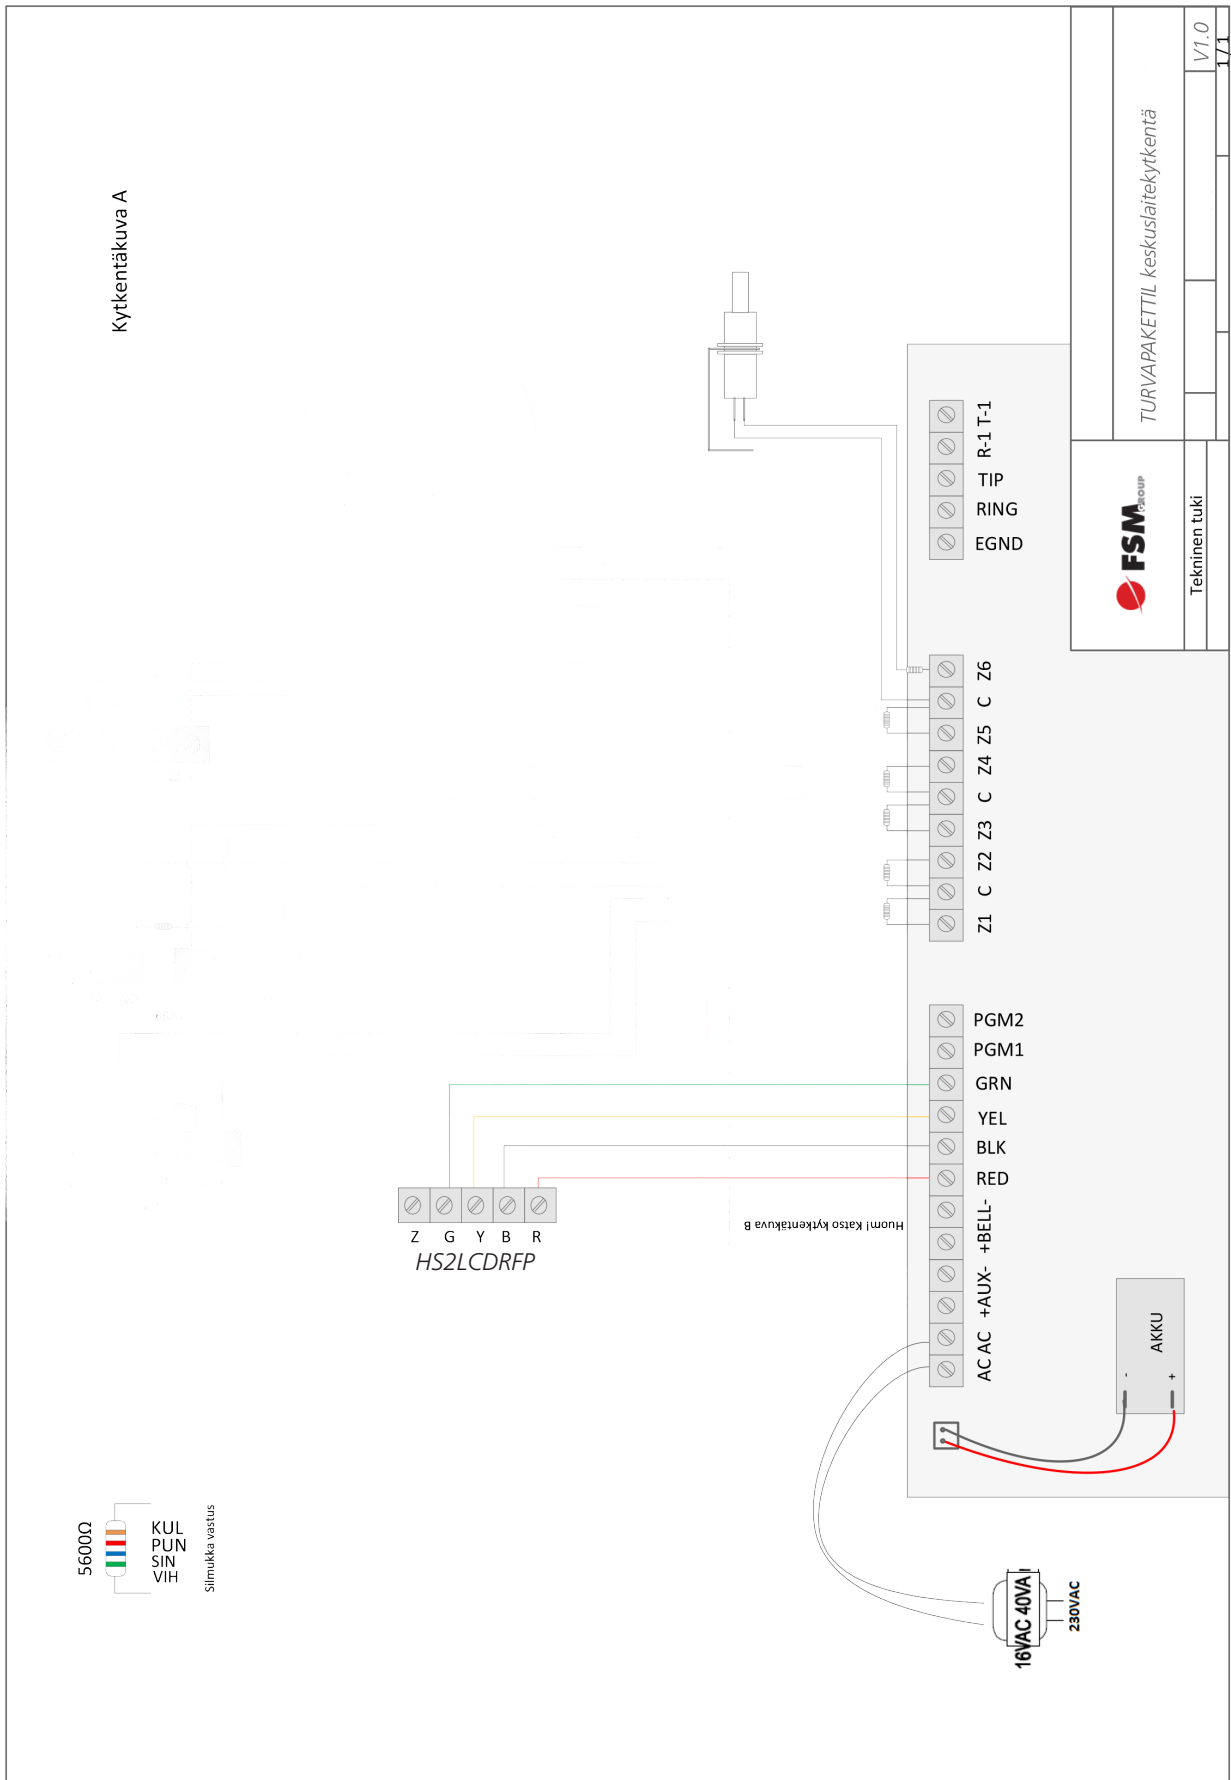 Kytkentäkuva A
V1.0
1 / 1
TURVAPAKETTIL keskuslaitekytkentä
FSM GROUP
Tekninen tuki
R-1 T-1
TIP
RING
EGND
Z6
C
Z5
Z4
C
Z3
Z2
C
Z1
PGM2
PGM1
GRN
YEL
BLK
RED
+BELL-
+AUX-
AC AC
Z G Y B R
HS2LCDRFP
Huom! Katso kytkentäkuva B
AKKU
-
+
5600Ω
KUL
PUN
SIN
VIH
Silmukka vastus
16VAC 40VA
230VAC